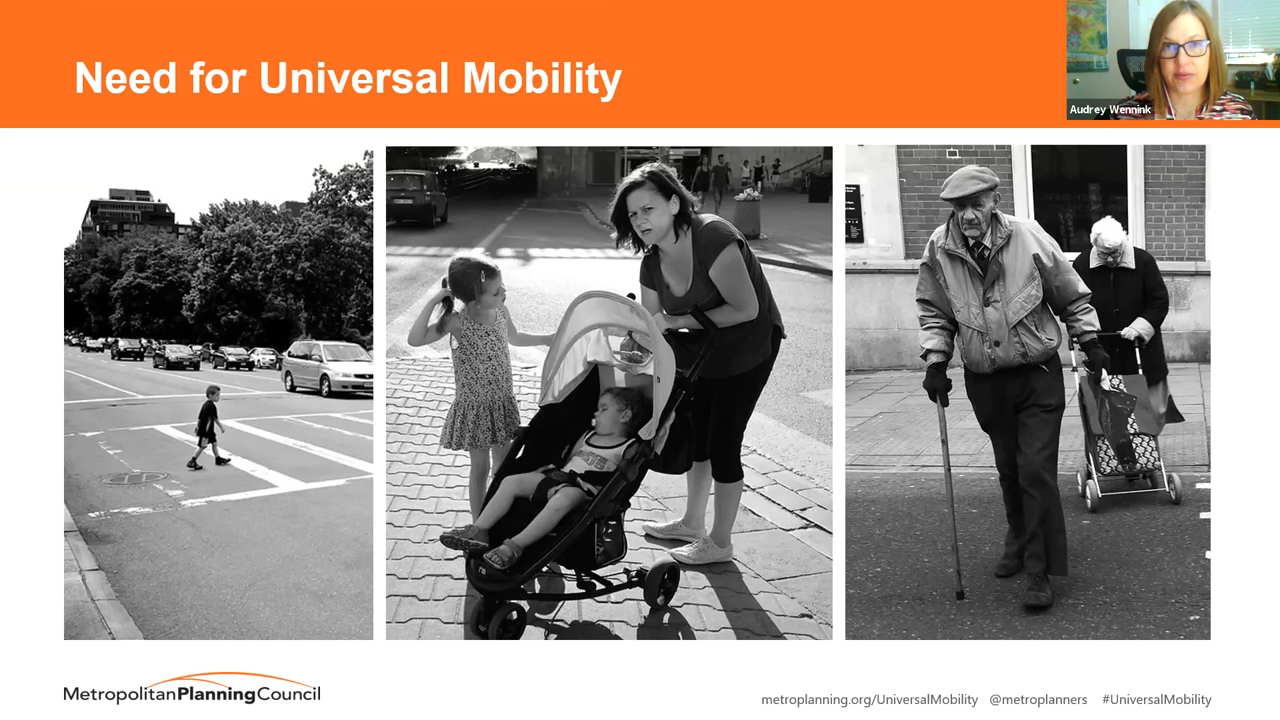 Need for Universal Mobility
Audrey Wennink
MetropolitanPlanningCouncil
metroplanning.org/UniversalMobility @metroplanners #UniversalMobility